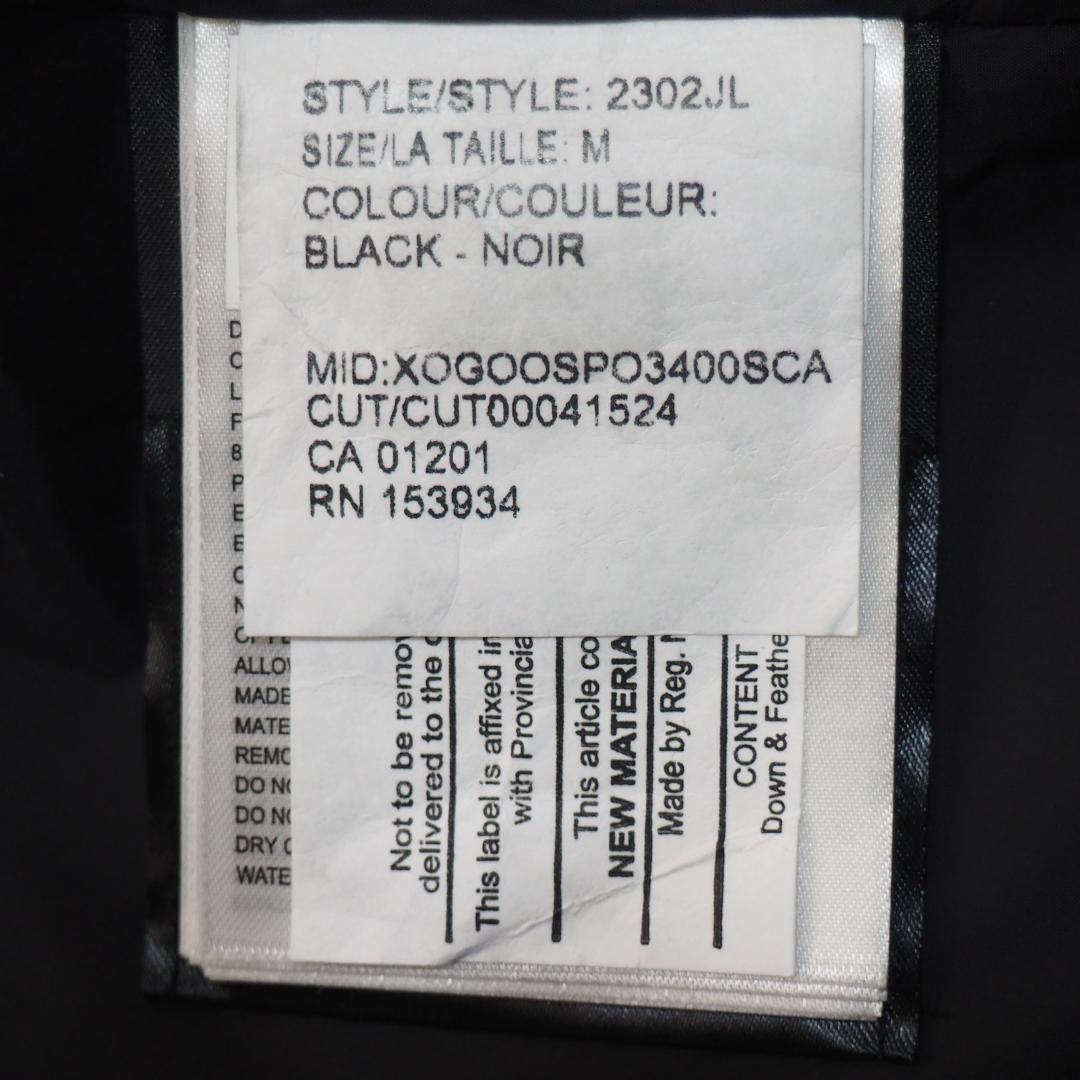 STYLE/STYLE: 2302JL
SIZE/LA TAILLE: M
COLOUR/COULEUR:
BLACK - NOIR
MID:XOGOOSPO3400SCA
CUT/CUT00041524
CA 01201
RN 153934
ALLOW
MADE
MATE
REMO
DO NO
DO NO
DRY C
WATE
Not to be remov
delivered to the c
This label is affixed in
with Provincia
This article co
NEW MATERIA
Made by Reg. N
CONTENT
Down & Feathe